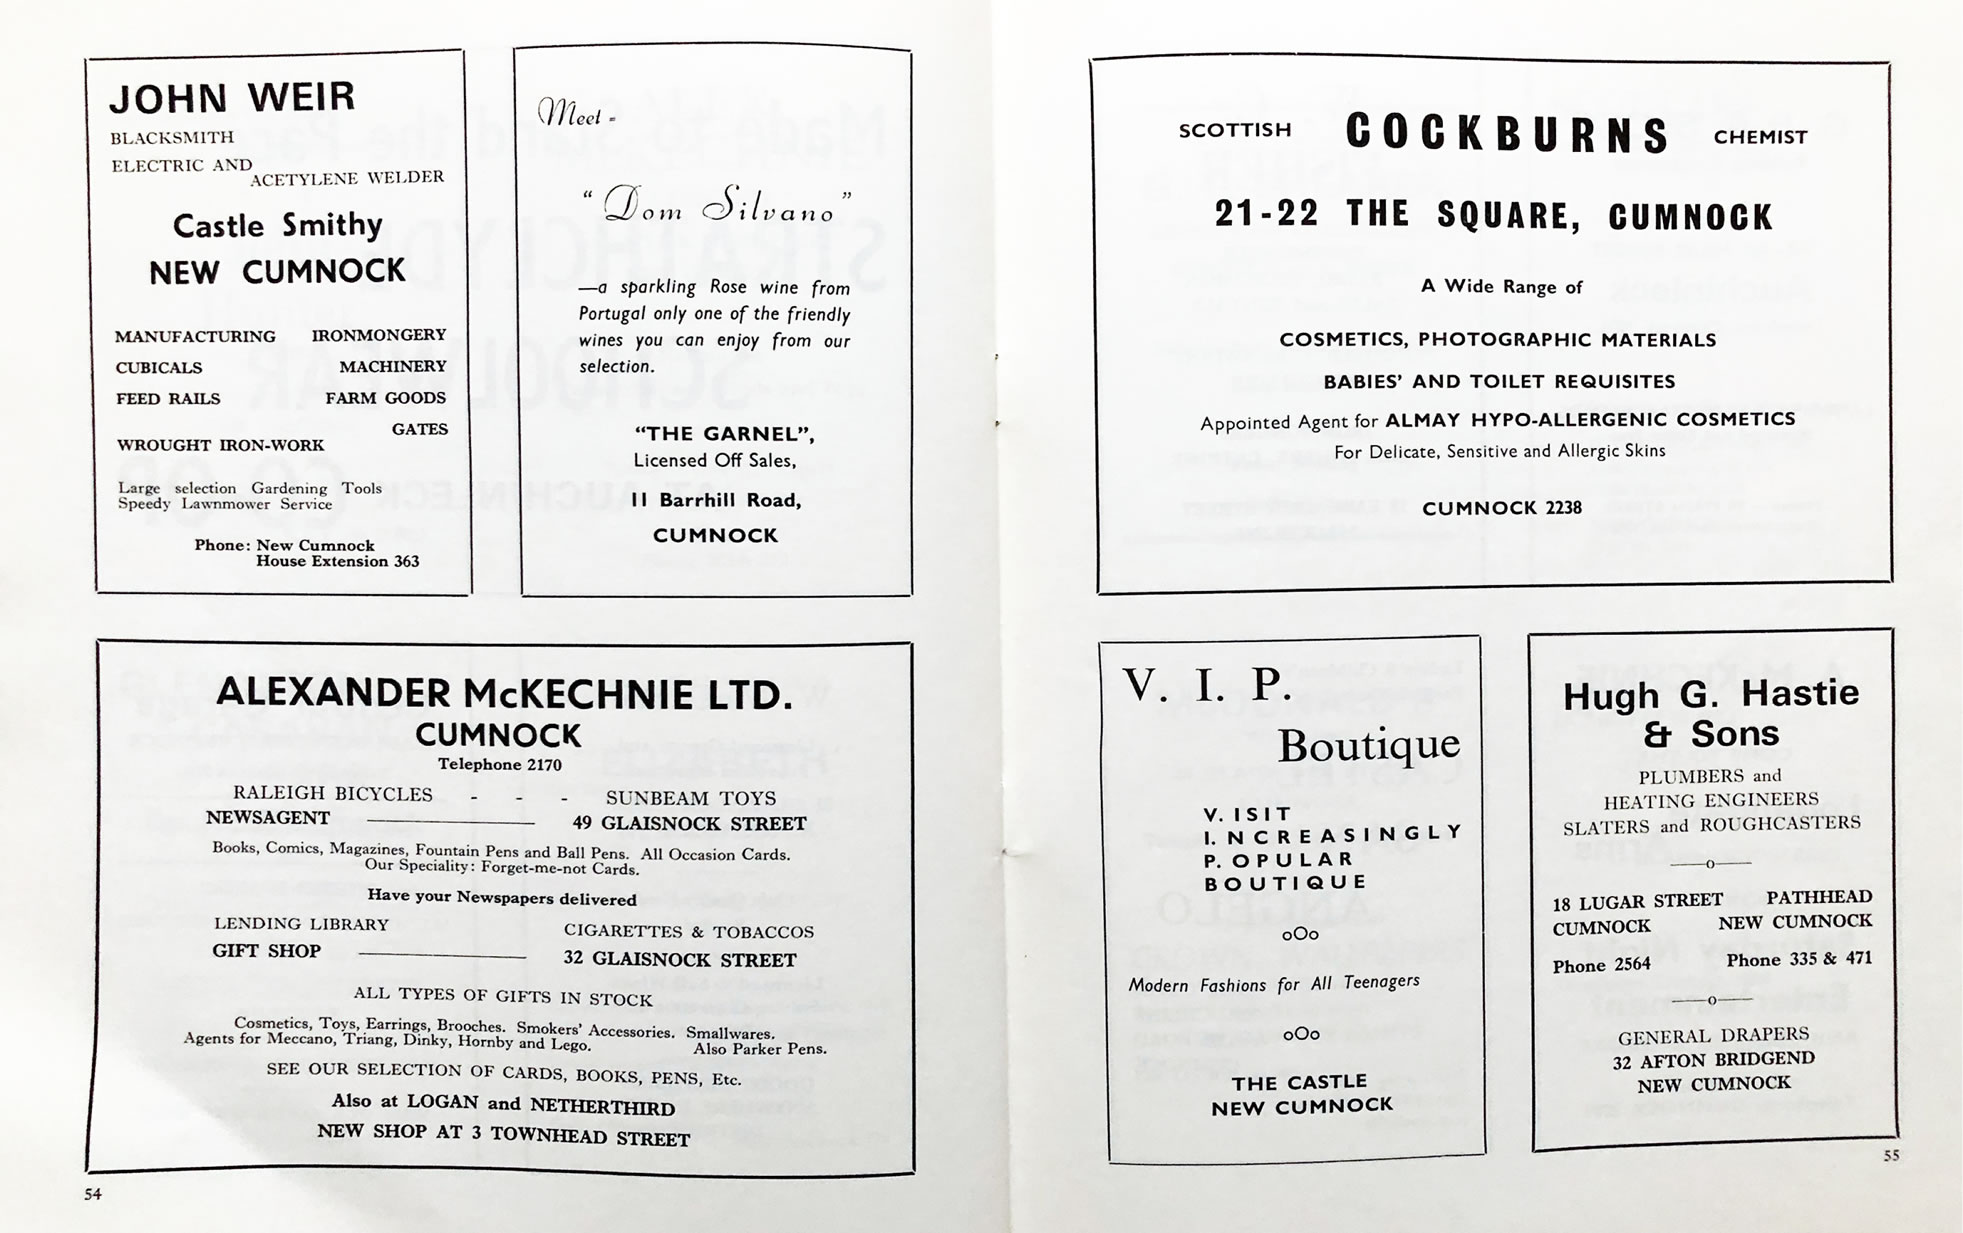 JOHN WEIR
BLACKSMITH
ELECTRIC AND
ACETYLENE WELDER
Castle Smithy
NEW CUMNOCK
MANUFACTURING IRONMONGERY
CUBICALS MACHINERY
FEED RAILS FARM GOODS
GATES
WROUGHT IRON-WORK
Large selection Gardening Tools
Speedy Lawnmower Service
Phone: New Cumnock
House Extension 363
Meet -
"Dom Silvano"
—a sparkling Rose wine from
Portugal only one of the friendly
wines you can enjoy from our
selection.
"THE GARNEL",
Licensed Off Sales,
11 Barrhill Road,
CUMNOCK
ALEXANDER McKECHNIE LTD.
CUMNOCK
Telephone 2170
RALEIGH BICYCLES - - - SUNBEAM TOYS
NEWSAGENT ———— 49 GLAISNOCK STREET
Books, Comics, Magazines, Fountain Pens and Ball Pens. All Occasion Cards.
Our Speciality: Forget-me-not Cards.
Have your Newspapers delivered
LENDING LIBRARY CIGARETTES & TOBACCOS
GIFT SHOP ———— 32 GLAISNOCK STREET
ALL TYPES OF GIFTS IN STOCK
Cosmetics, Toys, Earrings, Brooches. Smokers' Accessories. Smallwares.
Agents for Meccano, Triang, Dinky, Hornby and Lego. Also Parker Pens.
SEE OUR SELECTION OF CARDS, BOOKS, PENS, Etc.
Also at LOGAN and NETHERTHIRD
NEW SHOP AT 3 TOWNHEAD STREET
54
SCOTTISH COCKBURNS CHEMIST
21-22 THE SQUARE, CUMNOCK
A Wide Range of
COSMETICS, PHOTOGRAPHIC MATERIALS
BABIES' AND TOILET REQUISITES
Appointed Agent for ALMAY HYPO-ALLERGENIC COSMETICS
For Delicate, Sensitive and Allergic Skins
CUMNOCK 2238
V. I. P.
Boutique
V. ISIT
I. NCREASINGLY
P. OPULAR
BOUTIQUE
oOo
Modern Fashions for All Teenagers
oOo
THE CASTLE
NEW CUMNOCK
Hugh G. Hastie
& Sons
PLUMBERS and
HEATING ENGINEERS
SLATERS and ROUGHCASTERS
——o——
18 LUGAR STREET PATHHEAD
CUMNOCK NEW CUMNOCK
Phone 2564 Phone 335 & 471
——o——
GENERAL DRAPERS
32 AFTON BRIDGEND
NEW CUMNOCK
55